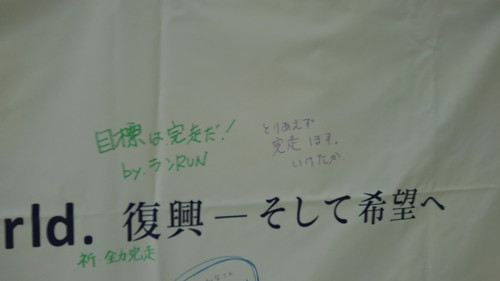 目標は完走だ!
by.ランRUN
とりあえず
完走します。
rld. 復興－そして希望へ
祈 全力完走